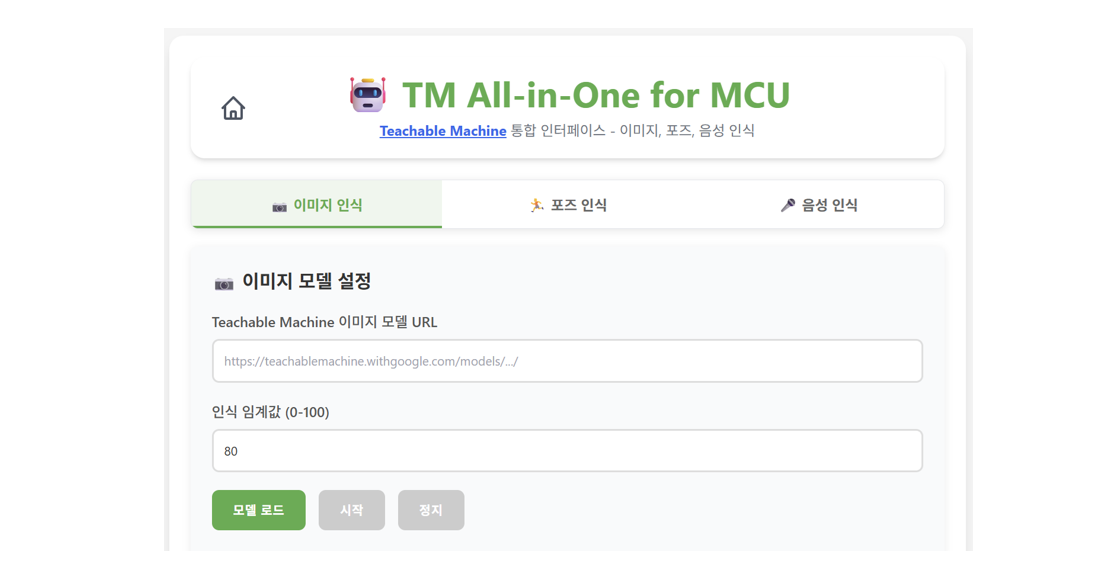 TM All-in-One for MCU
Teachable Machine 통합 인터페이스 - 이미지, 포즈, 음성 인식
이미지 인식
포즈 인식
음성 인식
이미지 모델 설정
Teachable Machine 이미지 모델 URL
https://teachablemachine.withgoogle.com/models/.../
인식 임계값 (0-100)
80
모델 로드
시작
정지